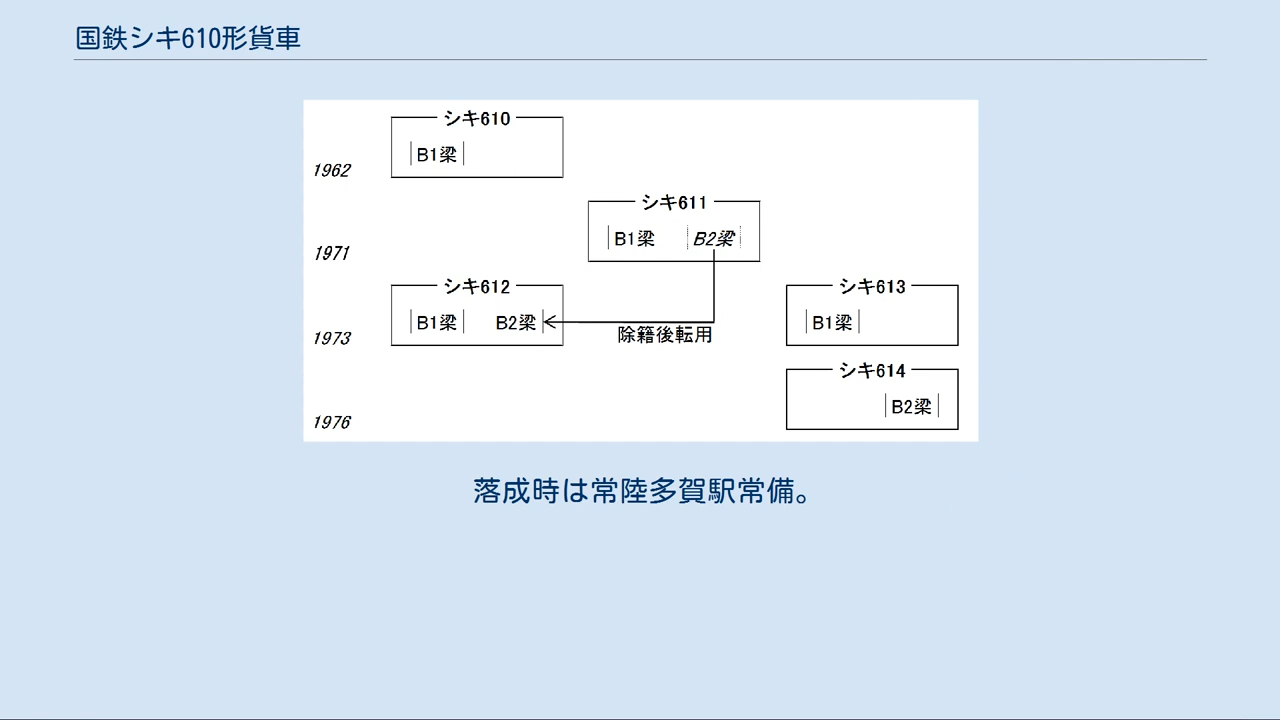 国鉄シキ610形貨車
シキ610
B1梁
1962
シキ611
B1梁 B2梁
1971
シキ612 シキ613
B1梁 B2梁 B1梁
除籍後転用
1973
シキ614
B2梁
1976
落成時は常陸多賀駅常備。